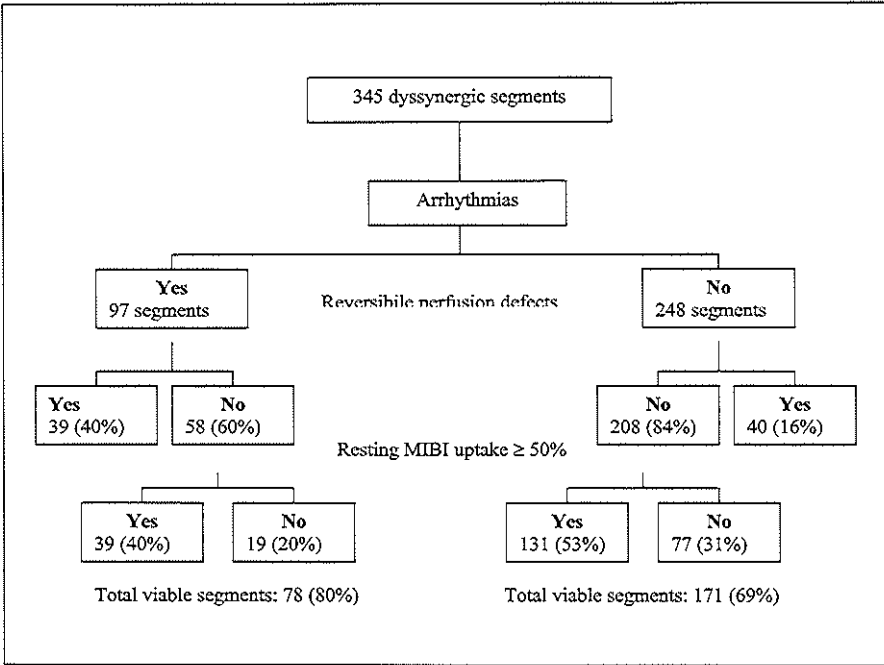 345 dyssynergic segments
Arrhythmias
Yes
97 segments
Reversibile perfusion defects
No
248 segments
Yes
39 (40%)
No
58 (60%)
No
208 (84%)
Yes
40 (16%)
Resting MIBI uptake ≥ 50%
Yes
39 (40%)
No
19 (20%)
Yes
131 (53%)
No
77 (31%)
Total viable segments: 78 (80%)
Total viable segments: 171 (69%)